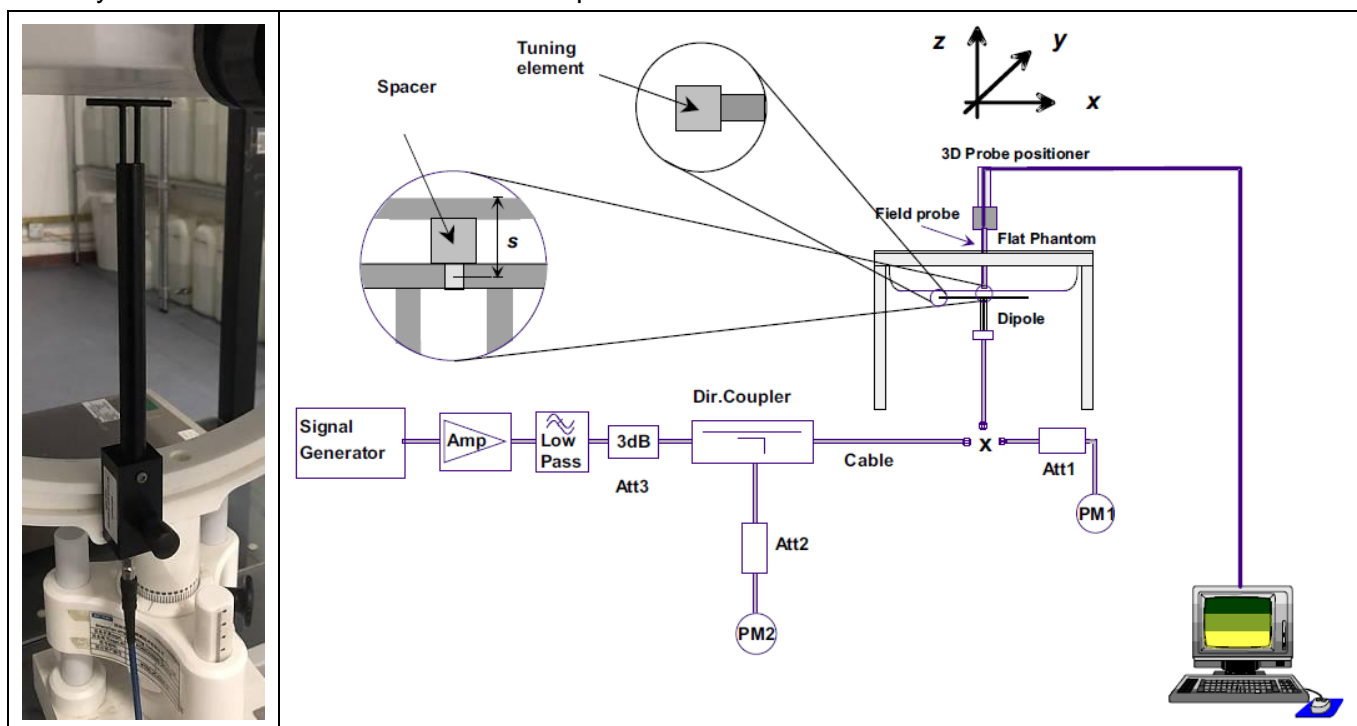 Tuning
element
Spacer
s
z
y
x
3D Probe positioner
Field probe
Flat Phantom
Dipole
Dir.Coupler
Signal
Generator
Amp
Low
Pass
3dB
Att3
Cable
X
Att1
PM1
Att2
PM2